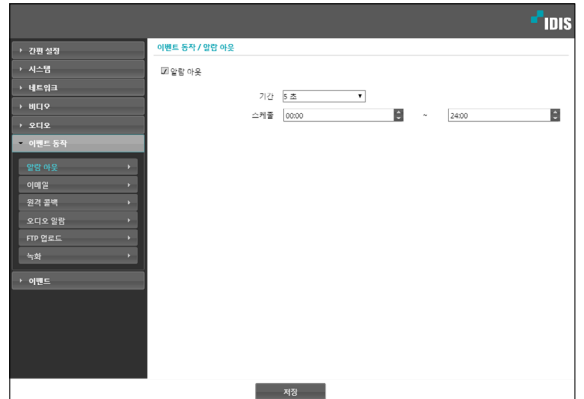 IDIS
간편 설정
시스템
네트워크
비디오
오디오
이벤트 동작
알람 아웃
이메일
원격 콜백
오디오 알람
FTP 업로드
녹화
이벤트
이벤트 동작 / 알람 아웃
알람 아웃
기간 5 초
스케줄 00:00 ~ 24:00
저장